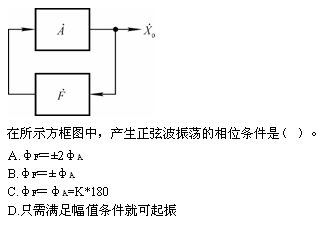 Ȧ
Ẋ₀
Ḟ
在所示方框图中，产生正弦波振荡的相位条件是( )。
A.φF=±2φA
B.φF=±φA
C.φF=φA=K*180
D.只需满足幅值条件就可起振